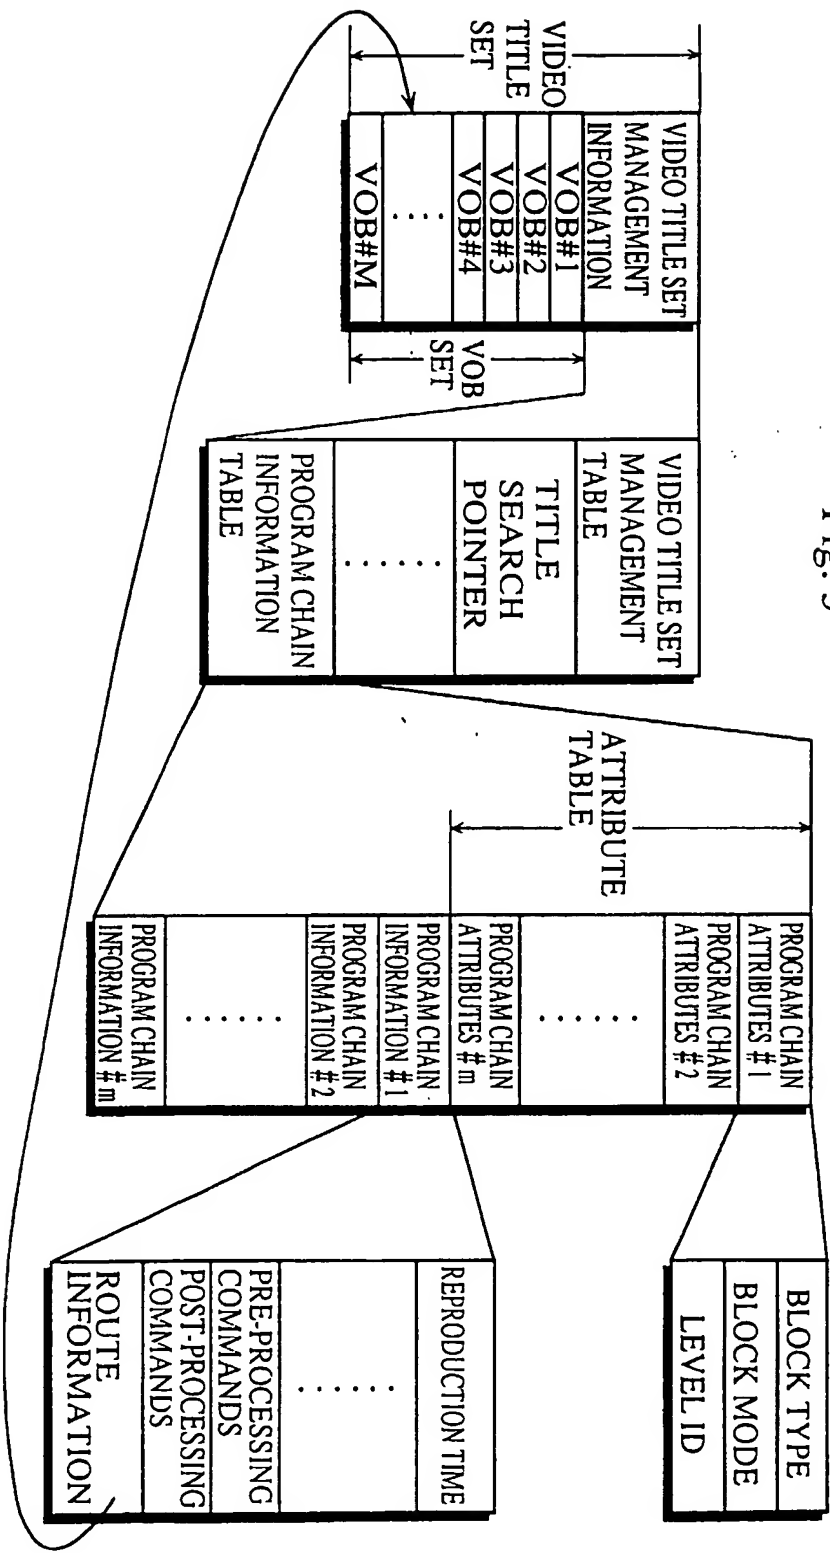 Fig.
VIDEO
TITLE
SET
VIDEO TITLE SET
MANAGEMENT
INFORMATION
VOB#1
VOB#2
VOB#3
VOB#4
.....
VOB#M
VOB
SET
VIDEO TITLE SET
MANAGEMENT
TABLE
TITLE
SEARCH
POINTER
......
PROGRAM CHAIN
INFORMATION
TABLE
ATTRIBUTE
TABLE
PROGRAM CHAIN
ATTRIBUTES #1
PROGRAM CHAIN
ATTRIBUTES #2
......
PROGRAM CHAIN
ATTRIBUTES #m
PROGRAM CHAIN
INFORMATION #1
PROGRAM CHAIN
INFORMATION #2
......
PROGRAM CHAIN
INFORMATION #m
BLOCK TYPE
BLOCK MODE
LEVEL ID
REPRODUCTION TIME
......
PRE-PROCESSING
COMMANDS
POST-PROCESSING
COMMANDS
ROUTE
INFORMATION